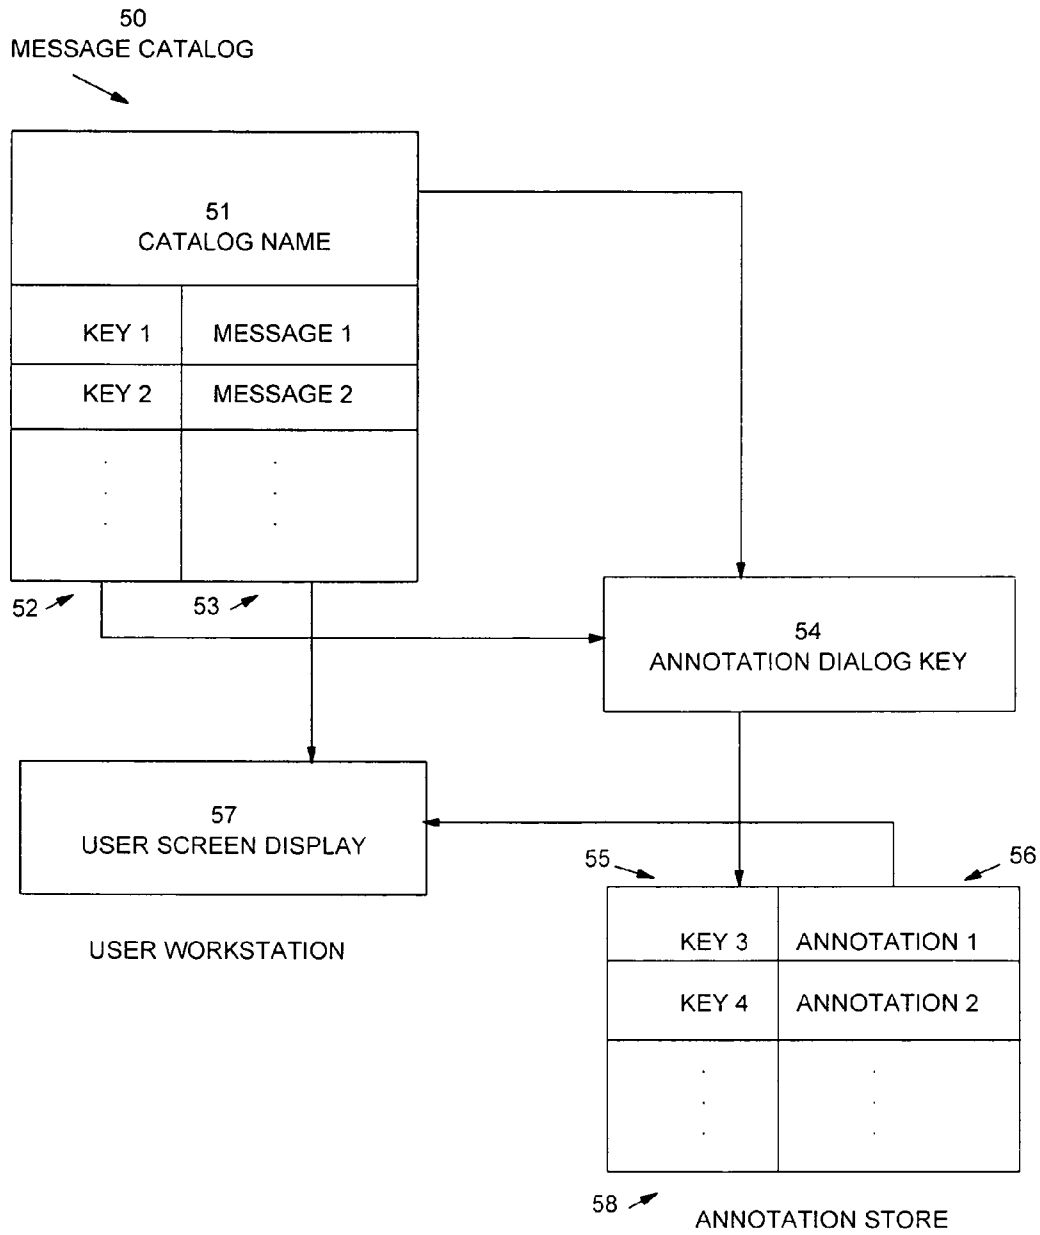 50
MESSAGE CATALOG
51
CATALOG NAME
KEY 1 MESSAGE 1
KEY 2 MESSAGE 2
52
53
54
ANNOTATION DIALOG KEY
57
USER SCREEN DISPLAY
USER WORKSTATION
55
56
KEY 3 ANNOTATION 1
KEY 4 ANNOTATION 2
58
ANNOTATION STORE